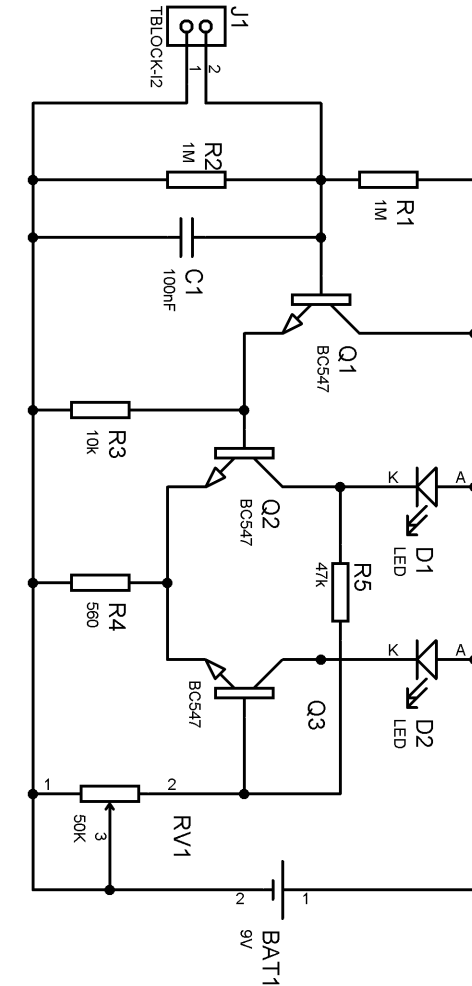 J1
TBLOCK-I2
1
2
R2
1M
R1
1M
C1
100nF
Q1
BC547
R3
10k
Q2
BC547
K
A
D1
LED
R5
47k
R4
560
Q3
BC547
K
A
D2
LED
1
2
3
RV1
50K
2
1
BAT1
9V